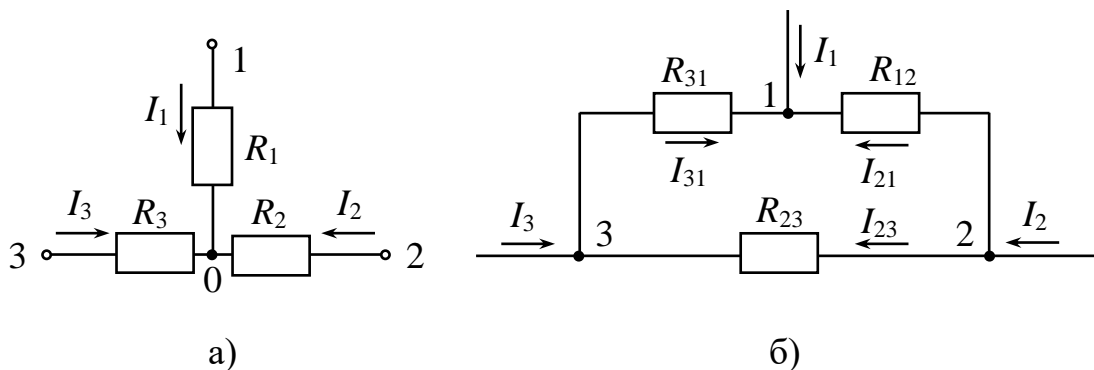 1
I₁
R₁
I₃
R₃
R₂
I₂
3
0
2
а)
I₁
R₃₁
1
R₁₂
I₃₁
I₂₁
I₃
3
R₂₃
I₂₃
2
I₂
б)